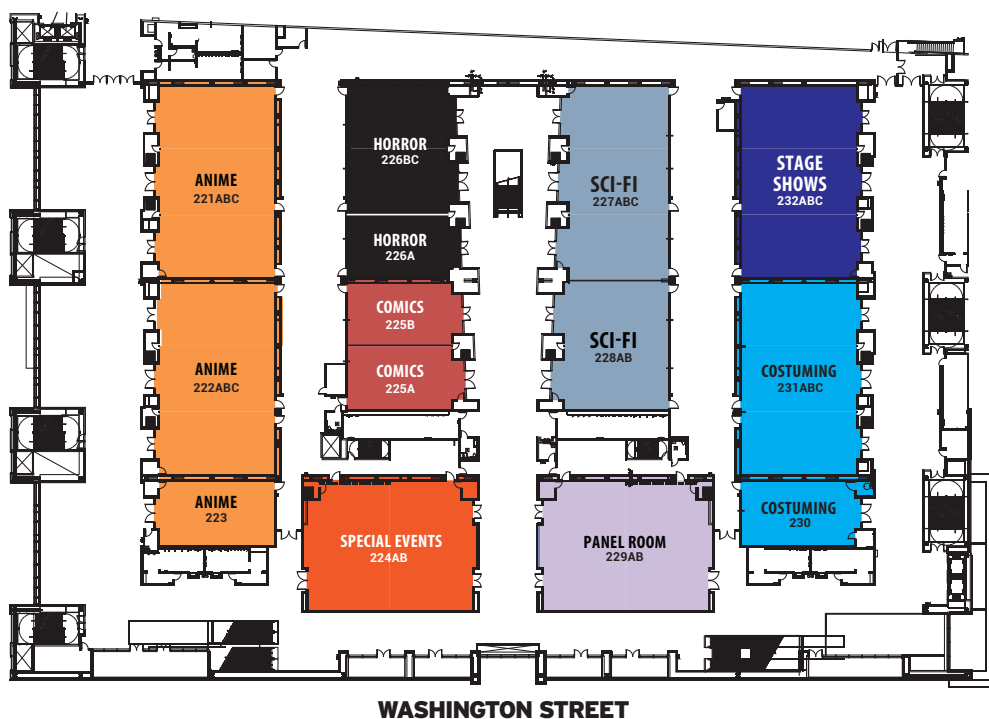 ANIME
221ABC
HORROR
226BC
HORROR
226A
SCI-FI
227ABC
STAGE
SHOWS
232ABC
ANIME
222ABC
COMICS
225B
COMICS
225A
SCI-FI
228AB
COSTUMING
231ABC
ANIME
223
SPECIAL EVENTS
224AB
PANEL ROOM
229AB
COSTUMING
230
WASHINGTON STREET